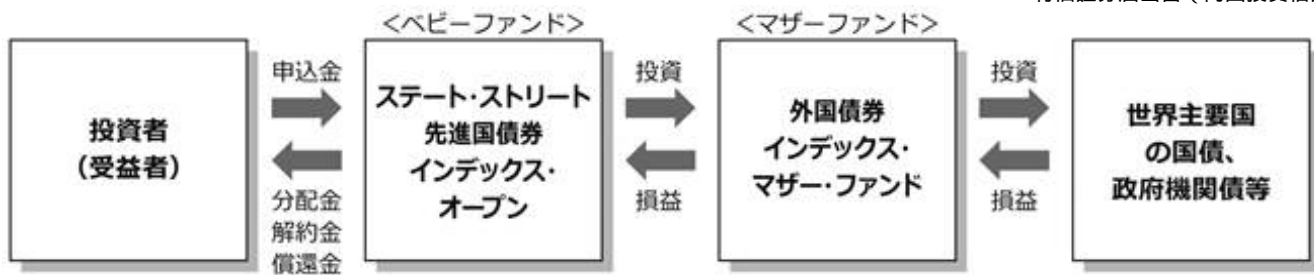 <ベビーファンド>
<マザーファンド>
投資者
(受益者)
申込金
分配金
解約金
償還金
ステート・ストリート
先進国債券
インデックス・
オープン
投資
損益
外国債券
インデックス・
マザー・ファンド
投資
損益
世界主要国
の国債、
政府機関債等